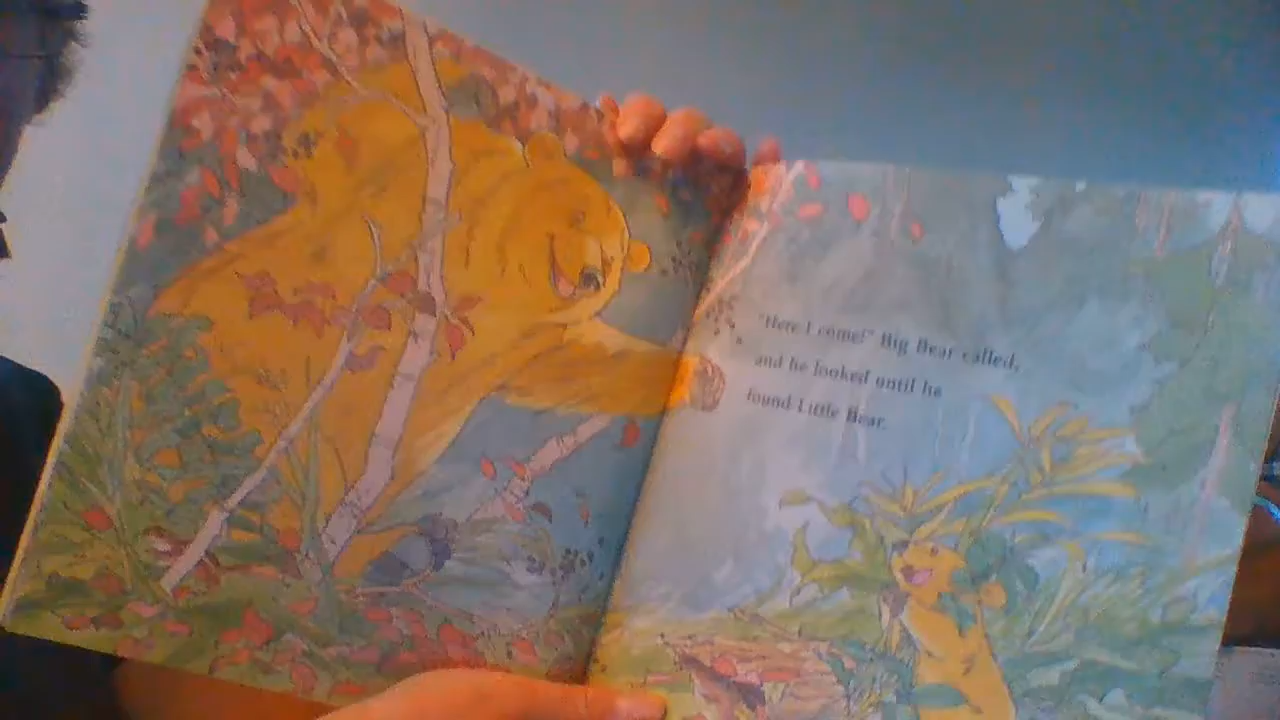 "Here I come!" Big Bear called,
and he looked until he
found Little Bear.